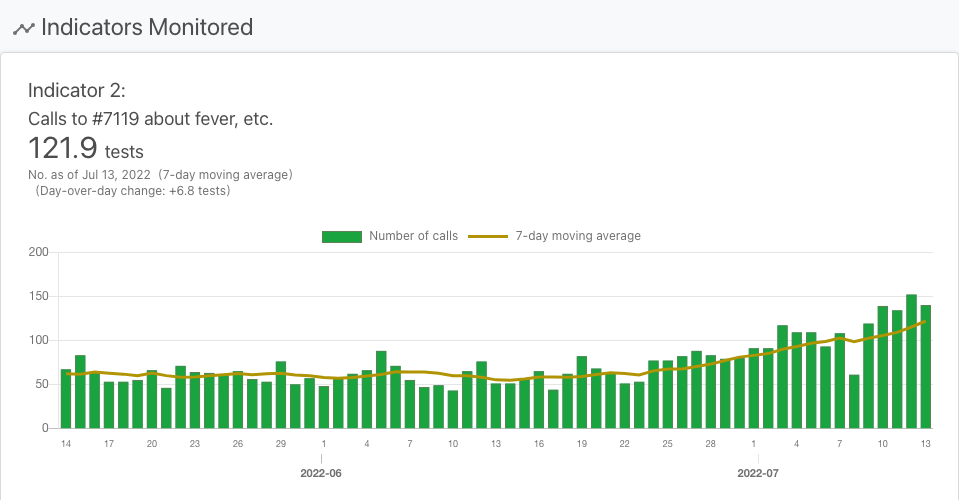 Indicators Monitored
Indicator 2:
Calls to #7119 about fever, etc.
121.9 tests
No. as of Jul 13, 2022 (7-day moving average)
(Day-over-day change: +6.8 tests)
Number of calls 7-day moving average
200
150
100
50
0
14 17 20 23 26 29 1 4 7 10 13 16 19 22 25 28 1 4 7 10 13
2022-06 2022-07